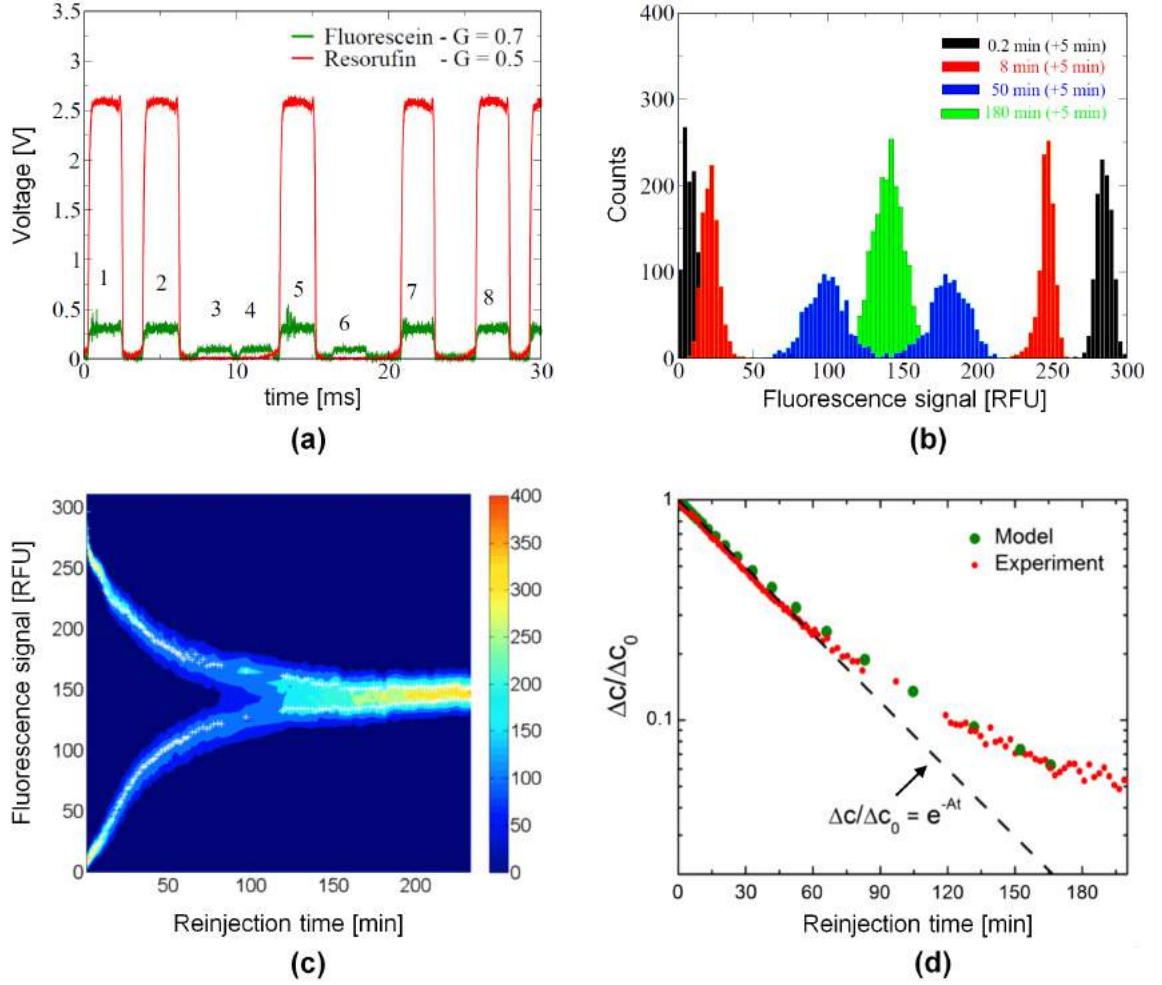 Fluorescein - G = 0.7
Resorufin - G = 0.5
Voltage [V]
3.5
3
2.5
2
1.5
1
0.5
0
1
2
3
4
5
6
7
8
0
10
20
30
time [ms]
(a)
0.2 min (+5 min)
8 min (+5 min)
50 min (+5 min)
180 min (+5 min)
Counts
400
300
200
100
0
0
50
100
150
200
250
300
Fluorescence signal [RFU]
(b)
Fluorescence signal [RFU]
300
250
200
150
100
50
0
50
100
150
200
Reinjection time [min]
400
350
300
250
200
150
100
50
0
(c)
Δc/Δc₀
1
0.1
Model
Experiment
Δc/Δc₀ = e⁻ᴬᵗ
0
30
60
90
120
150
180
Reinjection time [min]
(d)